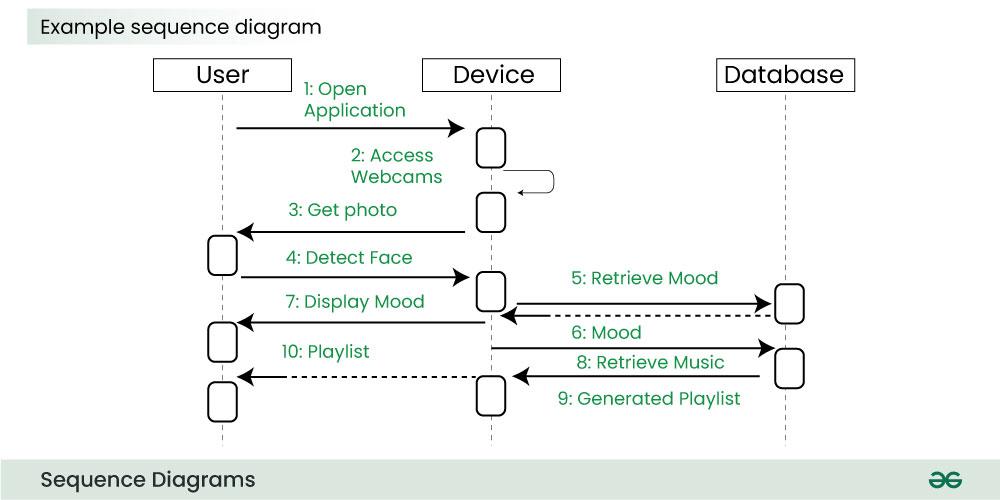 Example sequence diagram
User
Device
Database
1: Open
Application
2: Access
Webcams
3: Get photo
4: Detect Face
5: Retrieve Mood
7: Display Mood
6: Mood
10: Playlist
8: Retrieve Music
9: Generated Playlist
Sequence Diagrams